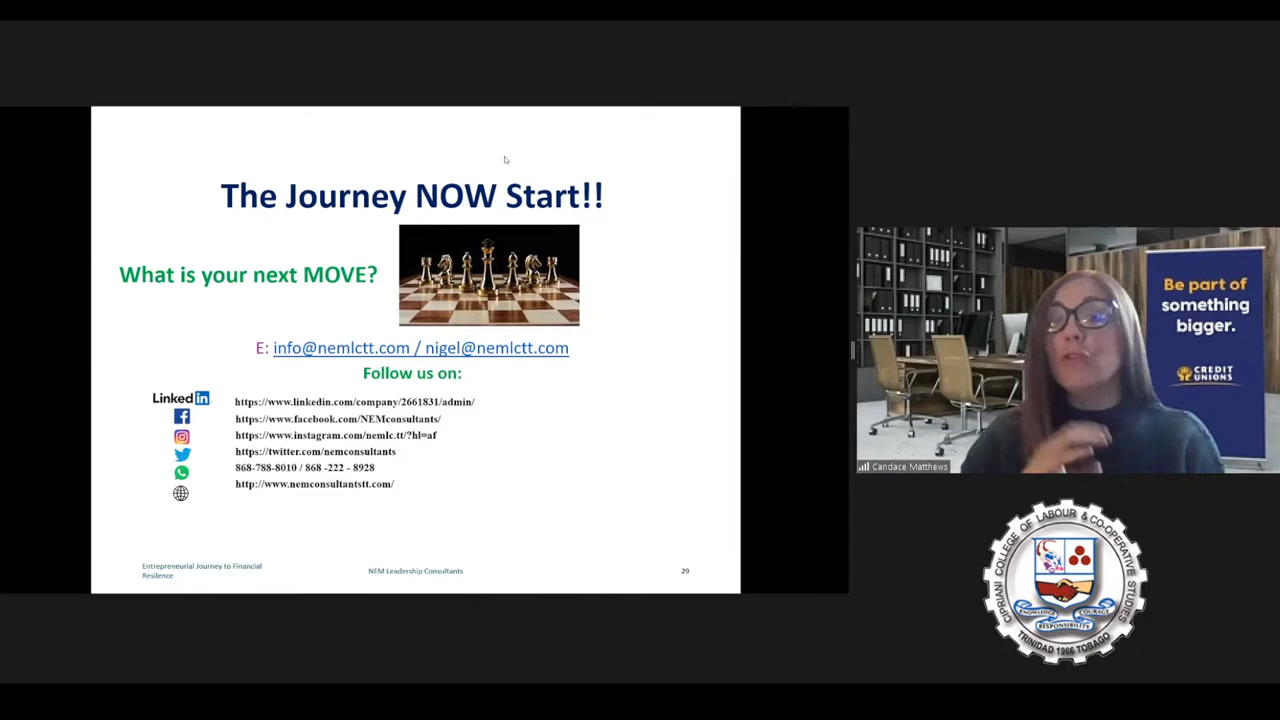 The Journey NOW Start!!
What is your next MOVE?
E: info@nemlctt.com / nigel@nemlctt.com
Follow us on:
Linked in
https://www.linkedin.com/company/2661831/admin/
https://www.facebook.com/NEMconsultants/
https://www.instagram.com/nemlc.tt/?hl=af
https://twitter.com/nemconsultants
868-788-8010 / 868 -222 - 8928
http://www.nemconsultantstt.com/
Entrepreneurial Journey to Financial
Resilence
NEM Leadership Consultants
29
Be part of
something
bigger.
CREDIT
UNIONS
Candace Matthews
CIPRIANI COLLEGE OF LABOUR & CO-OPERATIVE STUDIES
KNOWLEDGE
COURAGE
RESPONSIBILITY
TRINIDAD 1966 TOBAGO